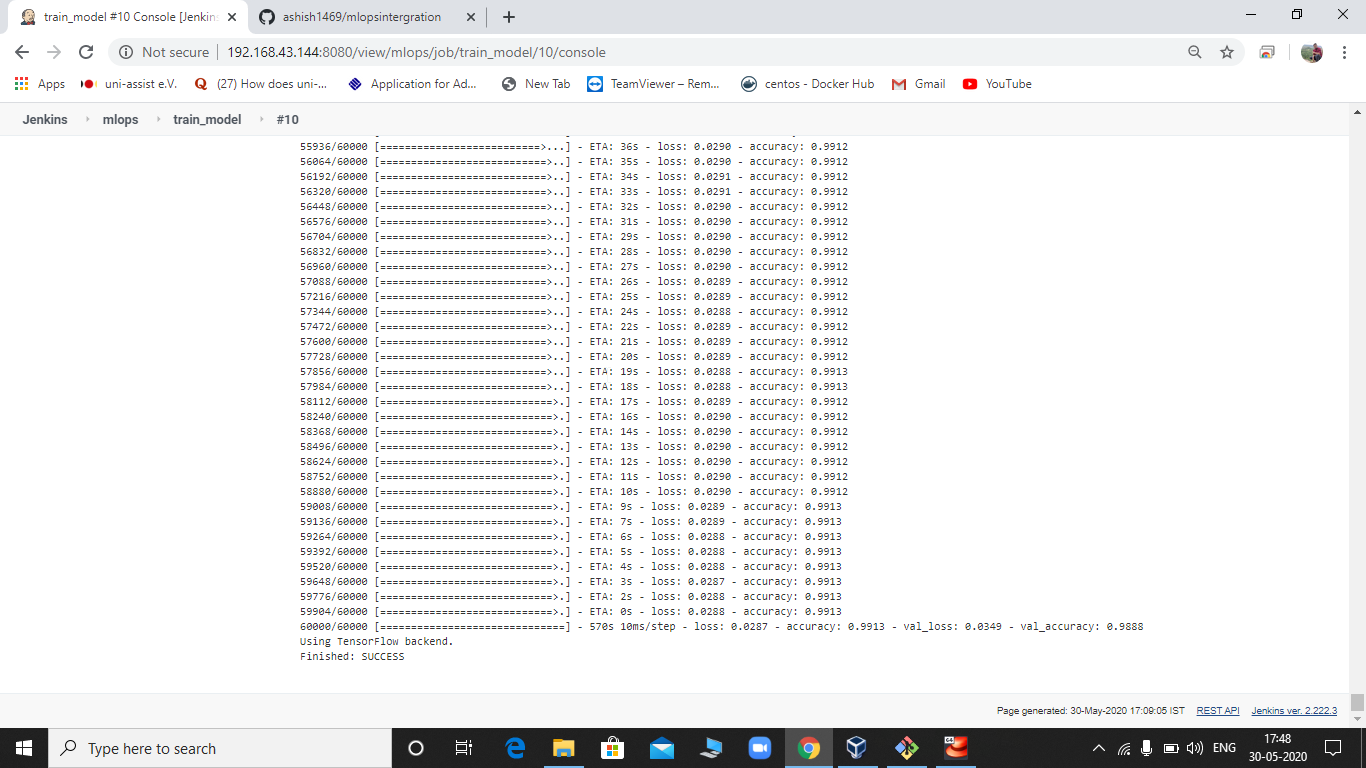 train_model #10 Console [Jenkins
ashish1469/mlopsintergration
Not secure
192.168.43.144:8080/view/mlops/job/train_model/10/console
Apps
uni-assist e.V.
(27) How does uni-...
Application for Ad...
New Tab
TeamViewer – Rem...
centos - Docker Hub
Gmail
YouTube
Jenkins
mlops
train_model
#10
55936/60000 [==========================>...] - ETA: 36s - loss: 0.0290 - accuracy: 0.9912
56064/60000 [===========================>..] - ETA: 35s - loss: 0.0290 - accuracy: 0.9912
56192/60000 [===========================>..] - ETA: 34s - loss: 0.0291 - accuracy: 0.9912
56320/60000 [===========================>..] - ETA: 33s - loss: 0.0291 - accuracy: 0.9912
56448/60000 [===========================>..] - ETA: 32s - loss: 0.0290 - accuracy: 0.9912
56576/60000 [===========================>..] - ETA: 31s - loss: 0.0290 - accuracy: 0.9912
56704/60000 [===========================>..] - ETA: 29s - loss: 0.0290 - accuracy: 0.9912
56832/60000 [===========================>..] - ETA: 28s - loss: 0.0290 - accuracy: 0.9912
56960/60000 [===========================>..] - ETA: 27s - loss: 0.0290 - accuracy: 0.9912
57088/60000 [===========================>..] - ETA: 26s - loss: 0.0289 - accuracy: 0.9912
57216/60000 [===========================>..] - ETA: 25s - loss: 0.0289 - accuracy: 0.9912
57344/60000 [===========================>..] - ETA: 24s - loss: 0.0288 - accuracy: 0.9912
57472/60000 [===========================>..] - ETA: 22s - loss: 0.0289 - accuracy: 0.9912
57600/60000 [===========================>..] - ETA: 21s - loss: 0.0289 - accuracy: 0.9912
57728/60000 [===========================>..] - ETA: 20s - loss: 0.0289 - accuracy: 0.9912
57856/60000 [===========================>..] - ETA: 19s - loss: 0.0288 - accuracy: 0.9913
57984/60000 [===========================>..] - ETA: 18s - loss: 0.0288 - accuracy: 0.9913
58112/60000 [============================>.] - ETA: 17s - loss: 0.0289 - accuracy: 0.9912
58240/60000 [============================>.] - ETA: 16s - loss: 0.0290 - accuracy: 0.9912
58368/60000 [============================>.] - ETA: 14s - loss: 0.0290 - accuracy: 0.9912
58496/60000 [============================>.] - ETA: 13s - loss: 0.0290 - accuracy: 0.9912
58624/60000 [============================>.] - ETA: 12s - loss: 0.0290 - accuracy: 0.9912
58752/60000 [============================>.] - ETA: 11s - loss: 0.0290 - accuracy: 0.9912
58880/60000 [============================>.] - ETA: 10s - loss: 0.0290 - accuracy: 0.9912
59008/60000 [============================>.] - ETA: 9s - loss: 0.0289 - accuracy: 0.9913
59136/60000 [============================>.] - ETA: 7s - loss: 0.0289 - accuracy: 0.9913
59264/60000 [============================>.] - ETA: 6s - loss: 0.0288 - accuracy: 0.9913
59392/60000 [============================>.] - ETA: 5s - loss: 0.0288 - accuracy: 0.9913
59520/60000 [============================>.] - ETA: 4s - loss: 0.0288 - accuracy: 0.9913
59648/60000 [============================>.] - ETA: 3s - loss: 0.0287 - accuracy: 0.9913
59776/60000 [============================>.] - ETA: 2s - loss: 0.0288 - accuracy: 0.9913
59904/60000 [============================>.] - ETA: 0s - loss: 0.0288 - accuracy: 0.9913
60000/60000 [==============================] - 570s 10ms/step - loss: 0.0287 - accuracy: 0.9913 - val_loss: 0.0349 - val_accuracy: 0.9888
Using TensorFlow backend.
Finished: SUCCESS
Page generated: 30-May-2020 17:09:05 IST
REST API
Jenkins ver. 2.222.3
Type here to search
ENG
17:48
30-05-2020